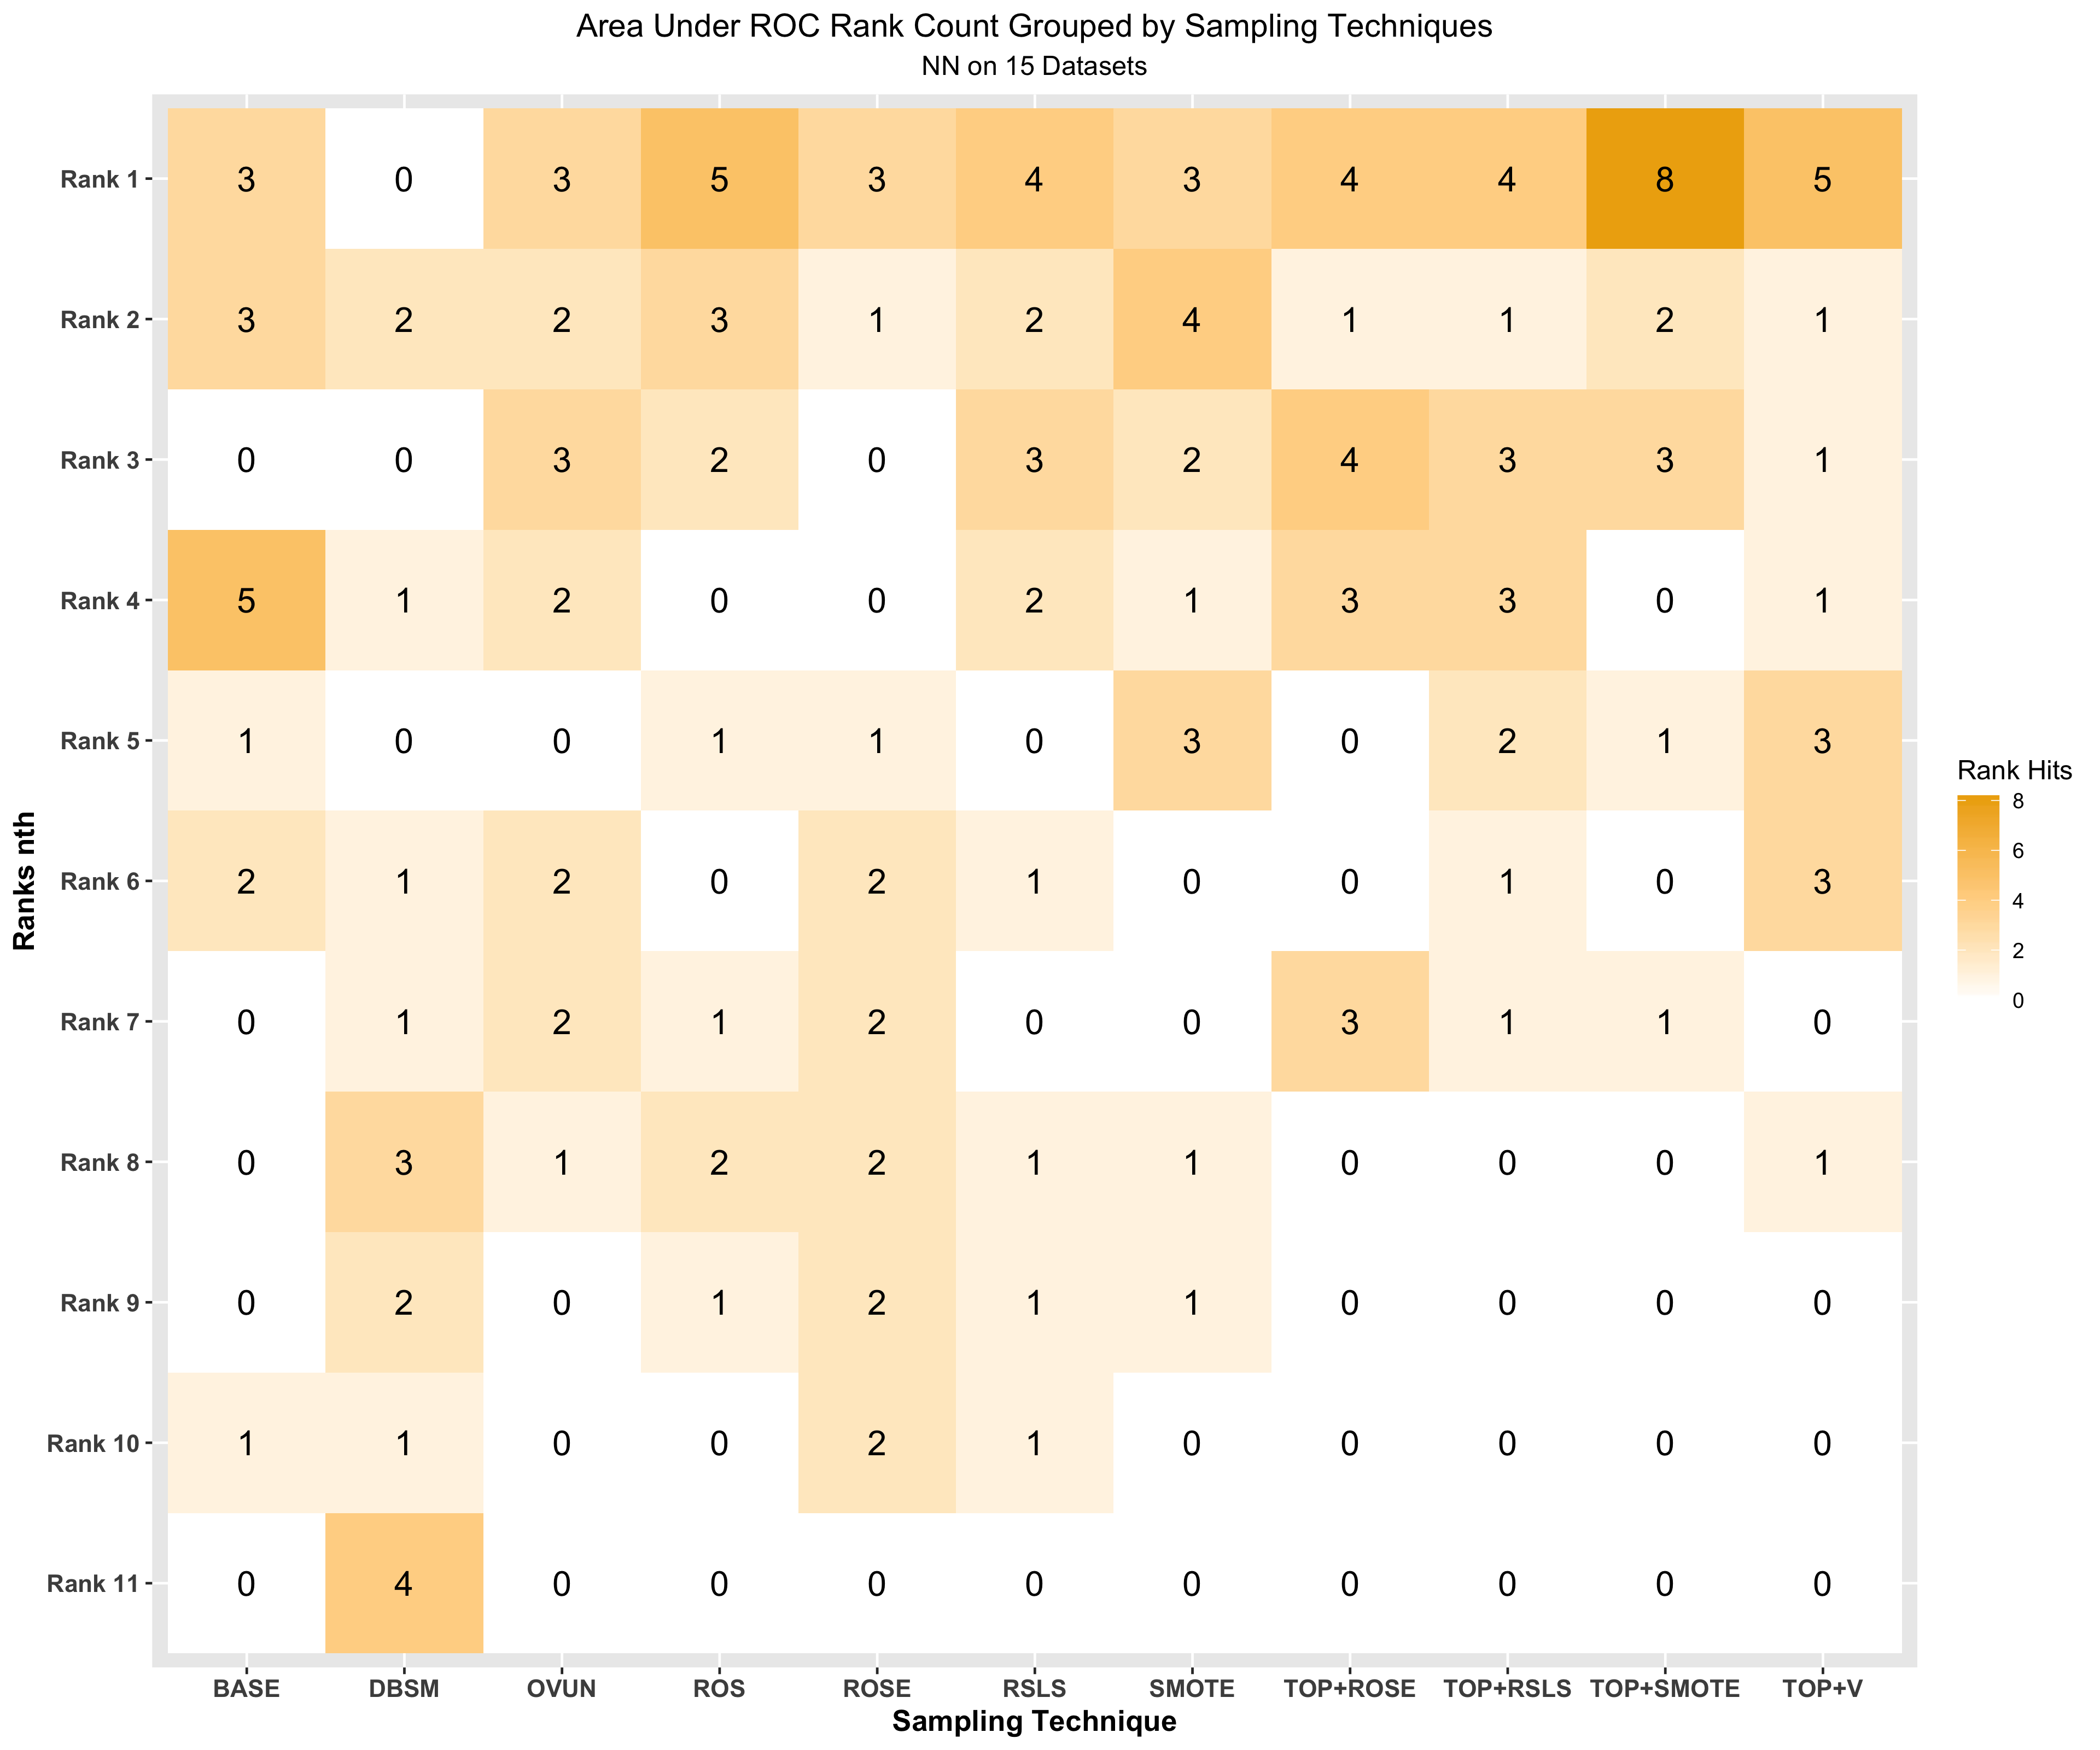 Area Under ROC Rank Count Grouped by Sampling Techniques
NN on 15 Datasets
Rank 1 3 0 3 5 3 4 3 4 4 8 5
Rank 2 3 2 2 3 1 2 4 1 1 2 1
Rank 3 0 0 3 2 0 3 2 4 3 3 1
Rank 4 5 1 2 0 0 2 1 3 3 0 1
Rank 5 1 0 0 1 1 0 3 0 2 1 3
Rank 6 2 1 2 0 2 1 0 0 1 0 3
Rank 7 0 1 2 1 2 0 0 3 1 1 0
Rank 8 0 3 1 2 2 1 1 0 0 0 1
Rank 9 0 2 0 1 2 1 1 0 0 0 0
Rank 10 1 1 0 0 2 1 0 0 0 0 0
Rank 11 0 4 0 0 0 0 0 0 0 0 0
BASE DBSM OVUN ROS ROSE RSLS SMOTE TOP+ROSE TOP+RSLS TOP+SMOTE TOP+V
Sampling Technique
Ranks nth
Rank Hits
8
6
4
2
0